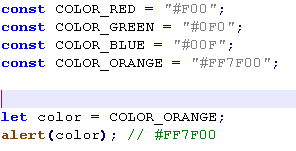 const COLOR_RED = "#F00";
const COLOR_GREEN = "#0F0";
const COLOR_BLUE = "#00F";
const COLOR_ORANGE = "#FF7F00";
let color = COLOR_ORANGE;
alert(color); // #FF7F00